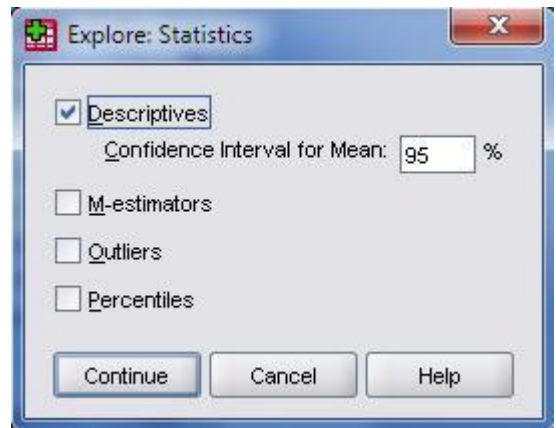 Explore: Statistics
Descriptives
Confidence Interval for Mean: 95 %
M-estimators
Outliers
Percentiles
Continue Cancel Help